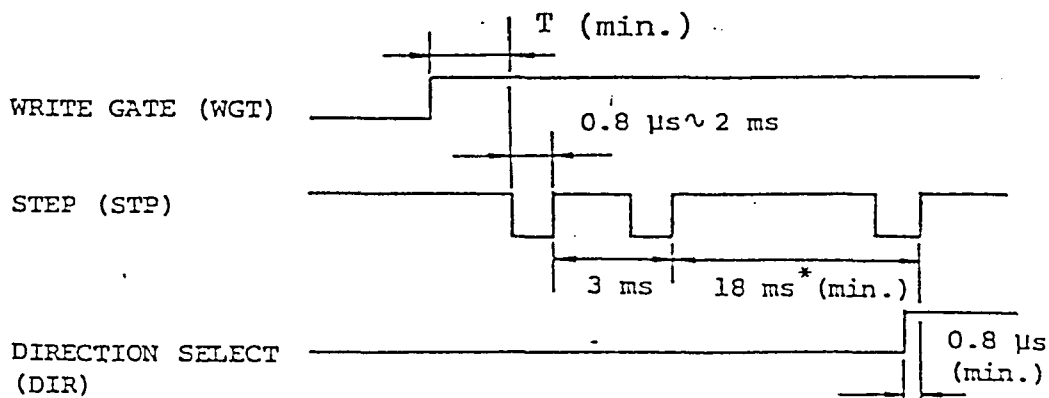 T (min.)
WRITE GATE (WGT)
0.8 µs~2 ms
STEP (STP)
3 ms
18 ms*(min.)
DIRECTION SELECT
(DIR)
0.8 µs
(min.)